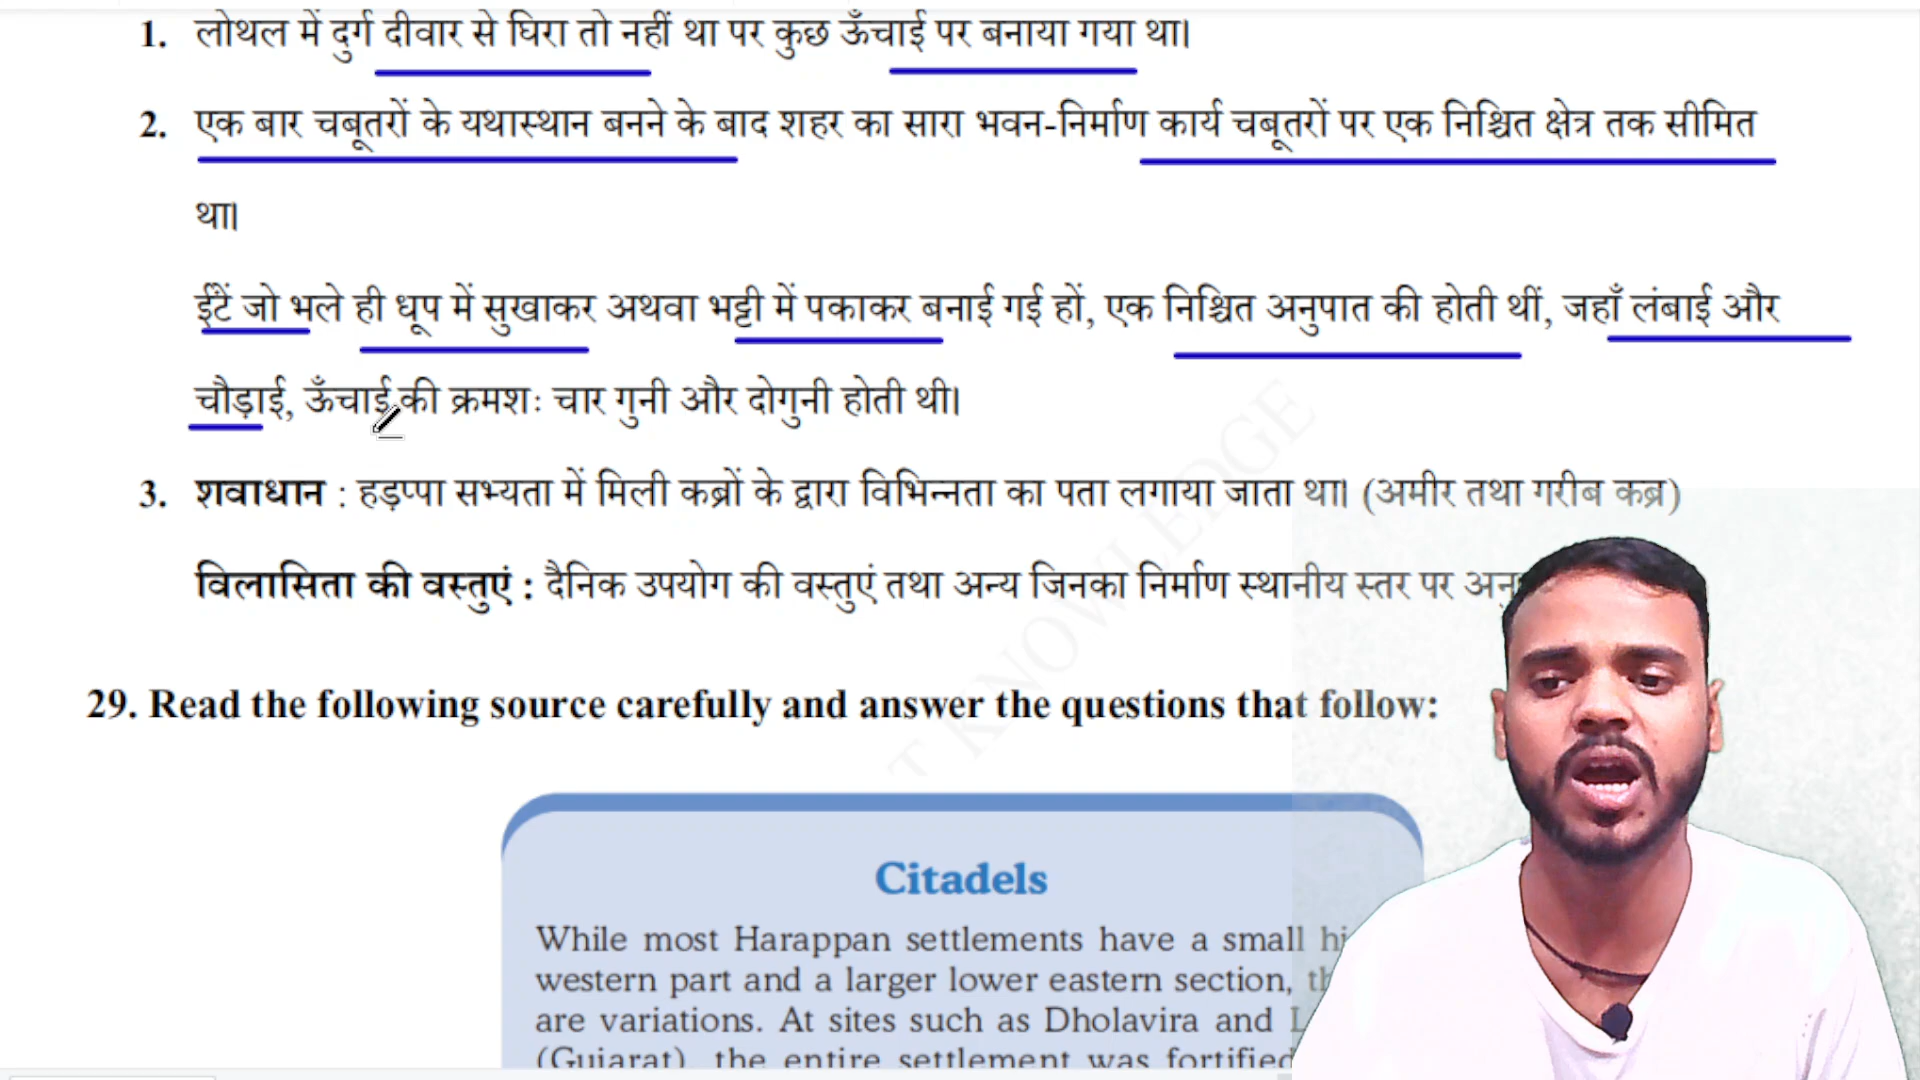 1. लोथल में दुर्ग दीवार से घिरा तो नहीं था पर कुछ ऊँचाई पर बनाया गया था।
2. एक बार चबूतरों के यथास्थान बनने के बाद शहर का सारा भवन-निर्माण कार्य चबूतरों पर एक निश्चित क्षेत्र तक सीमित
था।
ईंटें जो भले ही धूप में सुखाकर अथवा भट्टी में पकाकर बनाई गई हों, एक निश्चित अनुपात की होती थीं, जहाँ लंबाई और
चौड़ाई, ऊँचाई की क्रमशः चार गुनी और दोगुनी होती थी।
3. शवाधान : हड़प्पा सभ्यता में मिली कब्रों के द्वारा विभिन्नता का पता लगाया जाता था। (अमीर तथा गरीब कब्र)
विलासिता की वस्तुएं : दैनिक उपयोग की वस्तुएं तथा अन्य जिनका निर्माण स्थानीय स्तर पर
29. Read the following source carefully and answer the questions that follow:
Citadels
While most Harappan settlements have a small
western part and a larger lower eastern section,
are variations. At sites such as Dholavira and
(Gujarat), the entire settlement was fortified
KNOWLEDGE